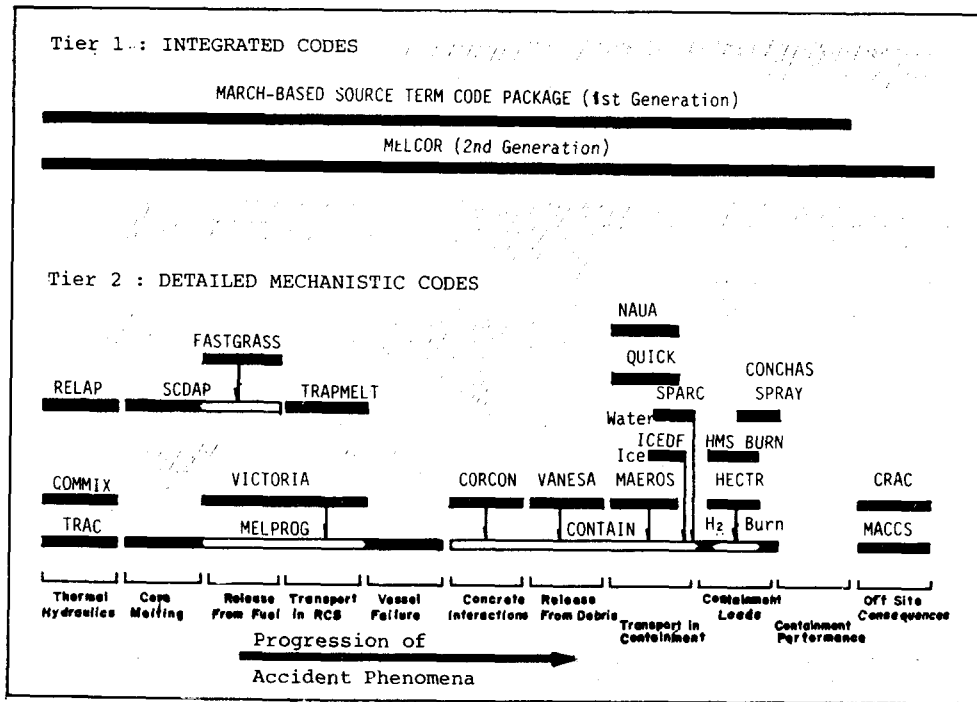 Tier 1 : INTEGRATED CODES
MARCH-BASED SOURCE TERM CODE PACKAGE (1st Generation)
MELCOR (2nd Generation)
Tier 2 : DETAILED MECHANISTIC CODES
NAUA
FASTGRASS
QUICK
CONCHAS
RELAP
SCDAP
TRAPMELT
SPARC
SPRAY
Water
ICEDF
HMS BURN
Ice
COMMIX
VICTORIA
CORCON
VANESA
MAEROS
HECTR
CRAC
TRAC
MELPROG
CONTAIN
H2 Burn
MACCS
Thermal
Hydraulics
Core
Melting
Release
From Fuel
Transport
in RCS
Vessel
Failure
Concrete
Interactions
Release
From Debris
Transport in
Containment
Containment
Loads
Containment
Performance
Off Site
Consequences
Progression of
Accident Phenomena